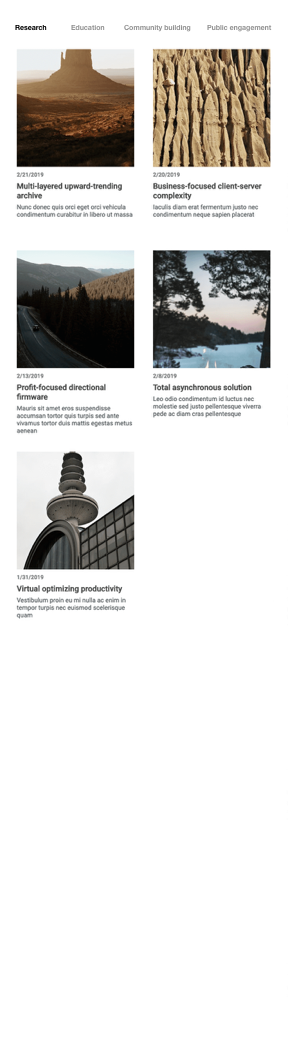 Research Education Community building Public engagement
2/21/2019
Multi-layered upward-trending
archive
Nunc donec quis orci eget orci vehicula
condimentum curabitur in libero ut massa
2/20/2019
Business-focused client-server
complexity
Iaculis diam erat fermentum justo nec
condimentum neque sapien placerat
2/13/2019
Profit-focused directional
firmware
Mauris sit amet eros suspendisse
accumsan tortor quis turpis sed ante
vivamus tortor duis mattis egestas metus
aenean
2/8/2019
Total asynchronous solution
Leo odio condimentum id luctus nec
molestie sed justo pellentesque viverra
pede ac diam cras pellentesque
1/31/2019
Virtual optimizing productivity
Vestibulum proin eu mi nulla ac enim in
tempor turpis nec euismod scelerisque
quam